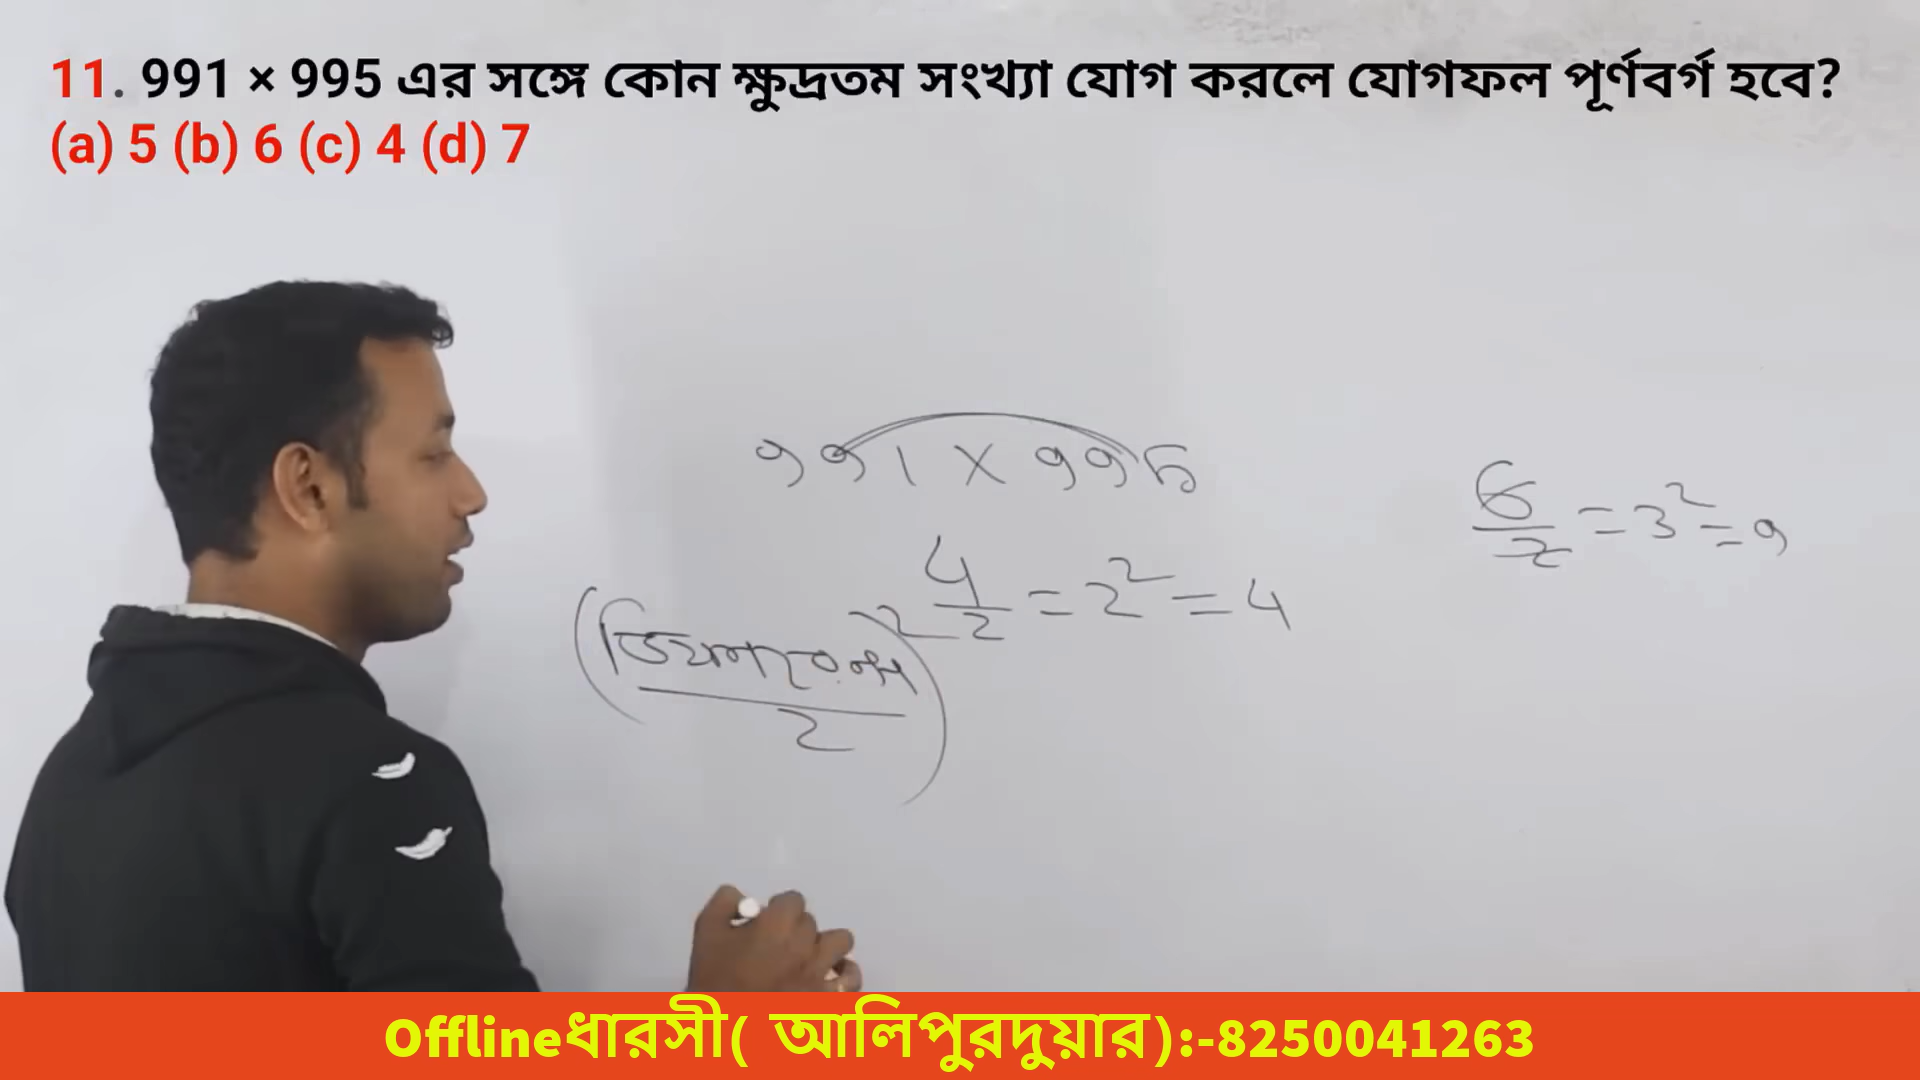 11. 991 × 995 এর সঙ্গে কোন ক্ষুদ্রতম সংখ্যা যোগ করলে যোগফল পূর্ণবর্গ হবে?
(a) 5 (b) 6 (c) 4 (d) 7
991 × 995
6/2 = 3² = 9
4/2 = 2² = 4
( /2)²
Offlineধারসী( আলিপুরদুয়ার):-8250041263